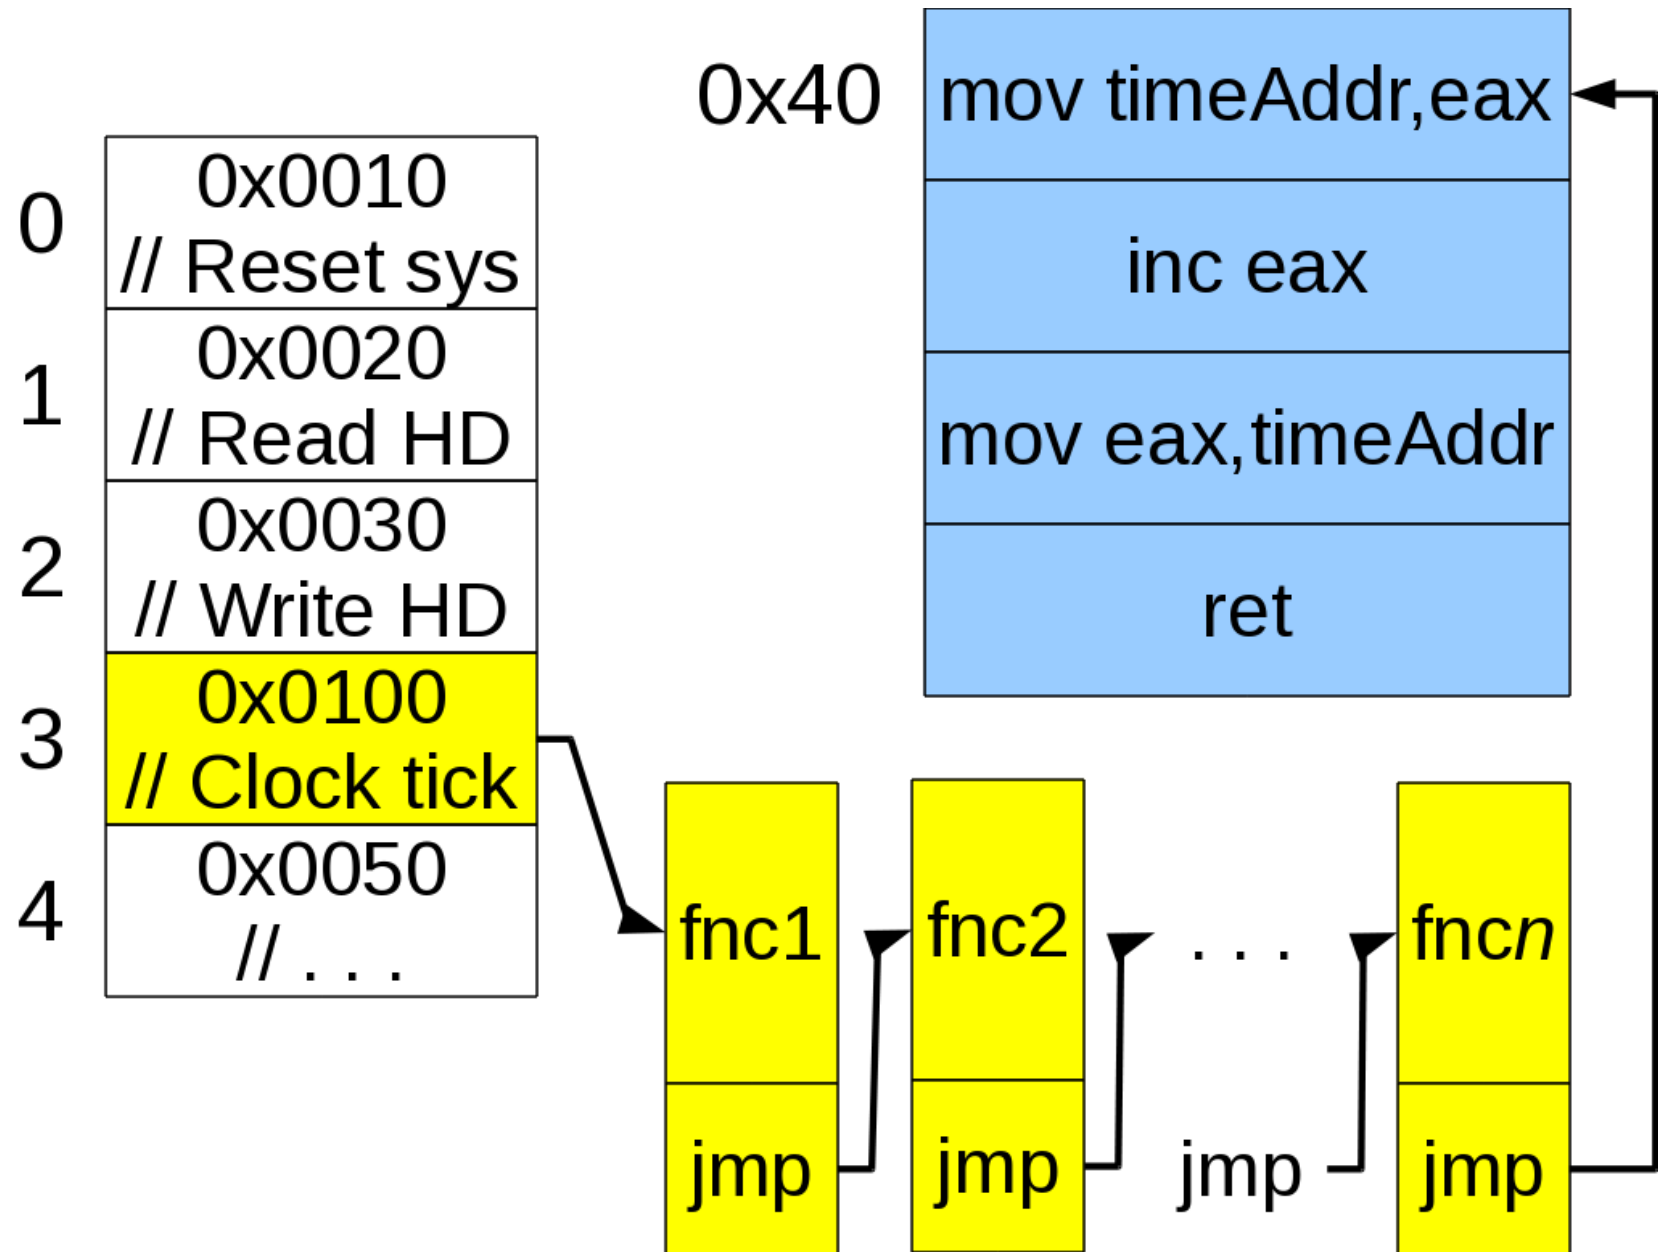 0x40
mov timeAddr,eax
inc eax
mov eax,timeAddr
ret
0
0x0010
// Reset sys
1
0x0020
// Read HD
2
0x0030
// Write HD
3
0x0100
// Clock tick
4
0x0050
// . . .
fnc1
fnc2
. . .
fncn
jmp
jmp
jmp
jmp